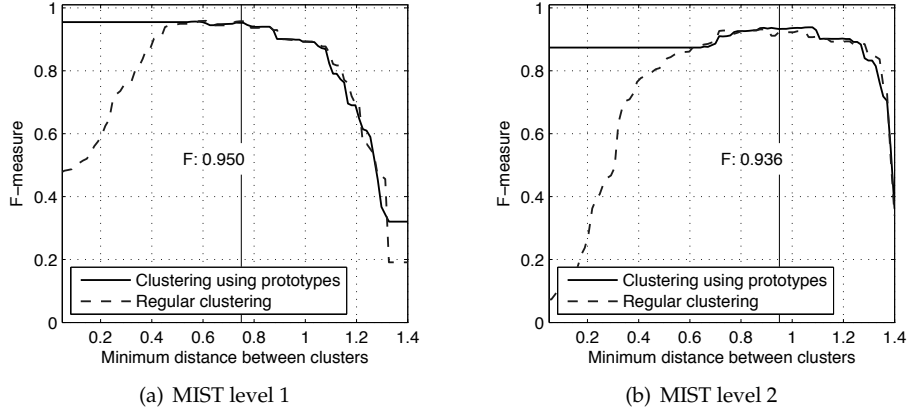 1
0.8
0.6
0.4
0.2
0
F−measure
F: 0.950
Clustering using prototypes
Regular clustering
0.2 0.4 0.6 0.8 1 1.2 1.4
Minimum distance between clusters
(a) MIST level 1
1
0.8
0.6
0.4
0.2
0
F−measure
F: 0.936
Clustering using prototypes
Regular clustering
0.2 0.4 0.6 0.8 1 1.2 1.4
Minimum distance between clusters
(b) MIST level 2